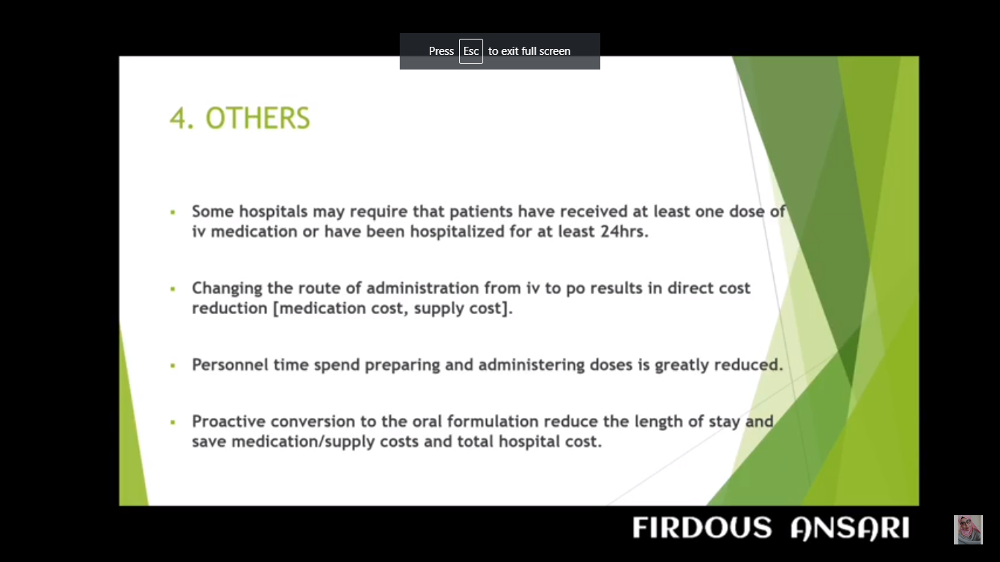 Press Esc to exit full screen
4. OTHERS
▪ Some hospitals may require that patients have received at least one dose of
iv medication or have been hospitalized for at least 24hrs.
▪ Changing the route of administration from iv to po results in direct cost
reduction [medication cost, supply cost].
▪ Personnel time spend preparing and administering doses is greatly reduced.
▪ Proactive conversion to the oral formulation reduce the length of stay and
save medication/supply costs and total hospital cost.
FIRDOUS ANSARI